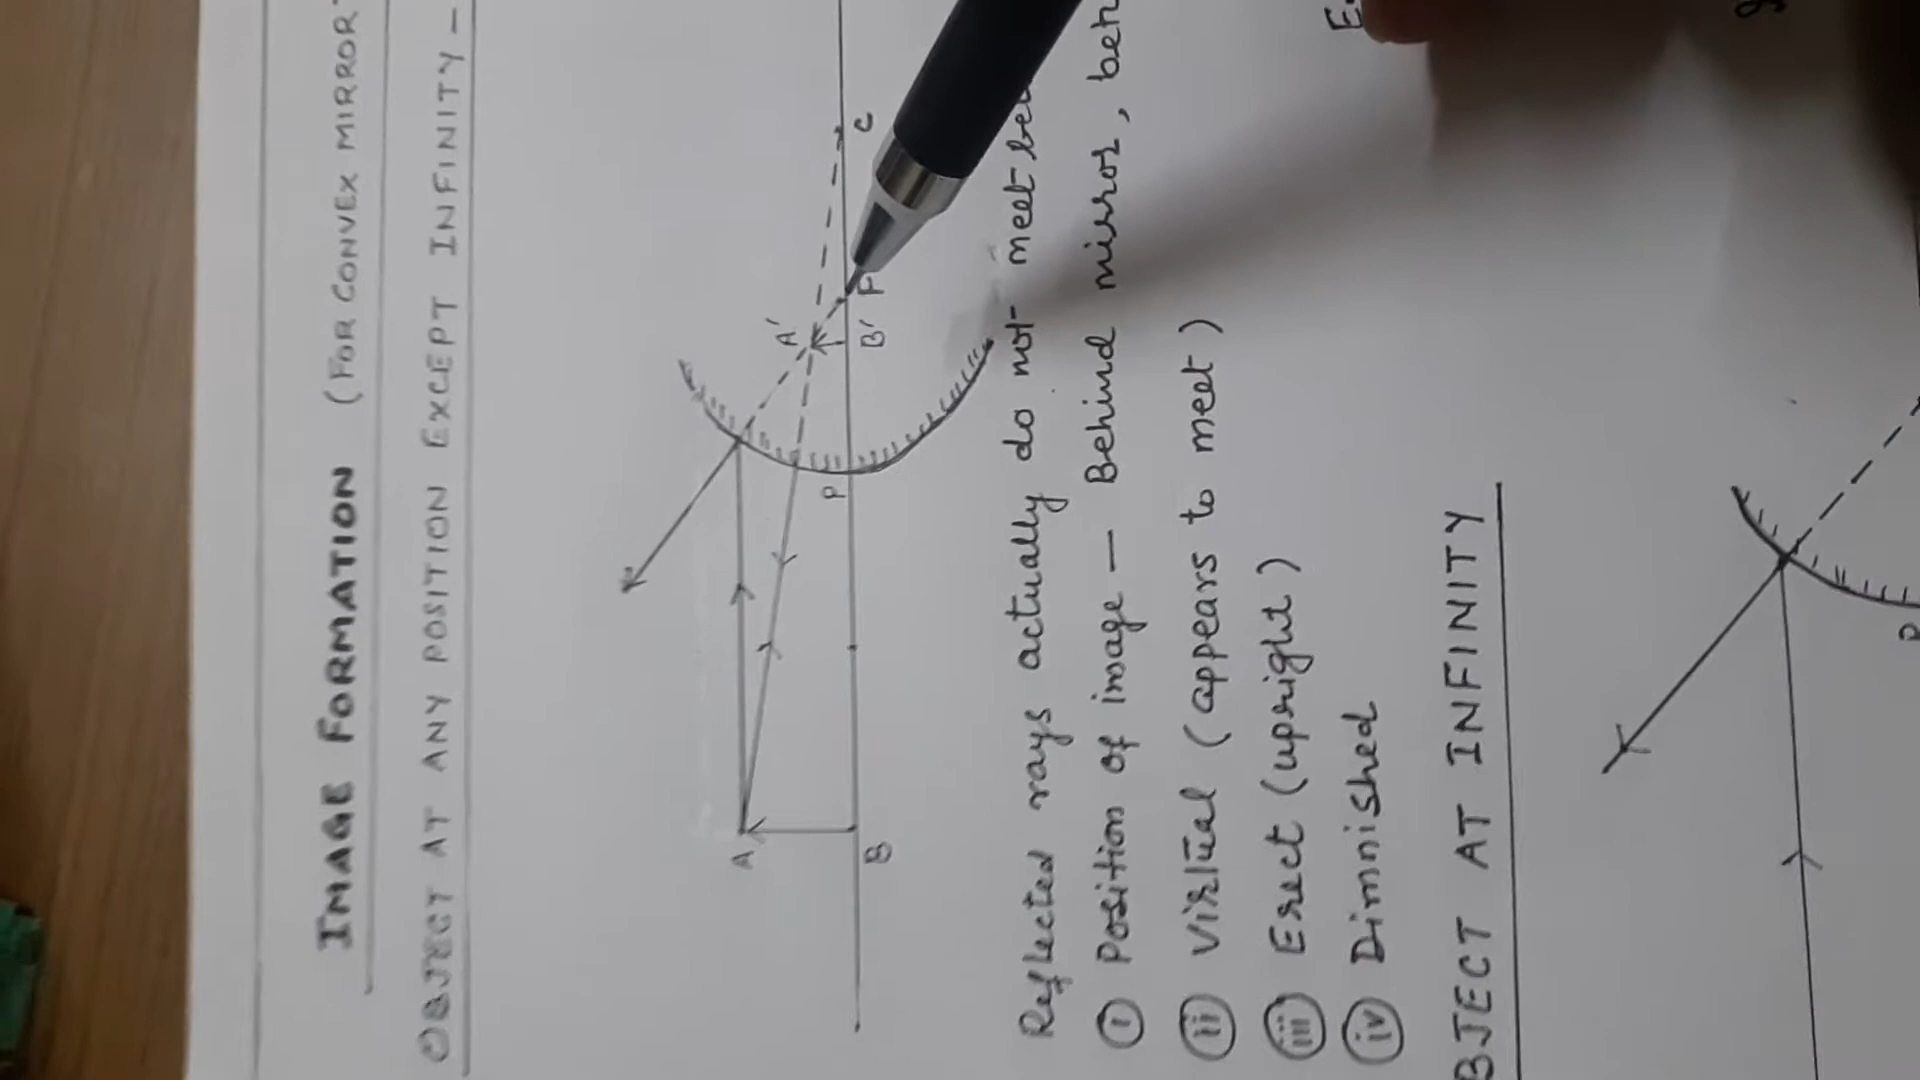 IMAGE FORMATION (FOR CONVEX MIRROR
OBJECT AT ANY POSITION EXCEPT INFINITY -
A
B
P
A'
B'
F
C
Reflected rays actually do not meet
(i) Position of image — Behind mirror,
(ii) Virtual (appears to meet)
(iii) Erect (upright)
(iv) Dimnished
BJECT AT INFINITY
P